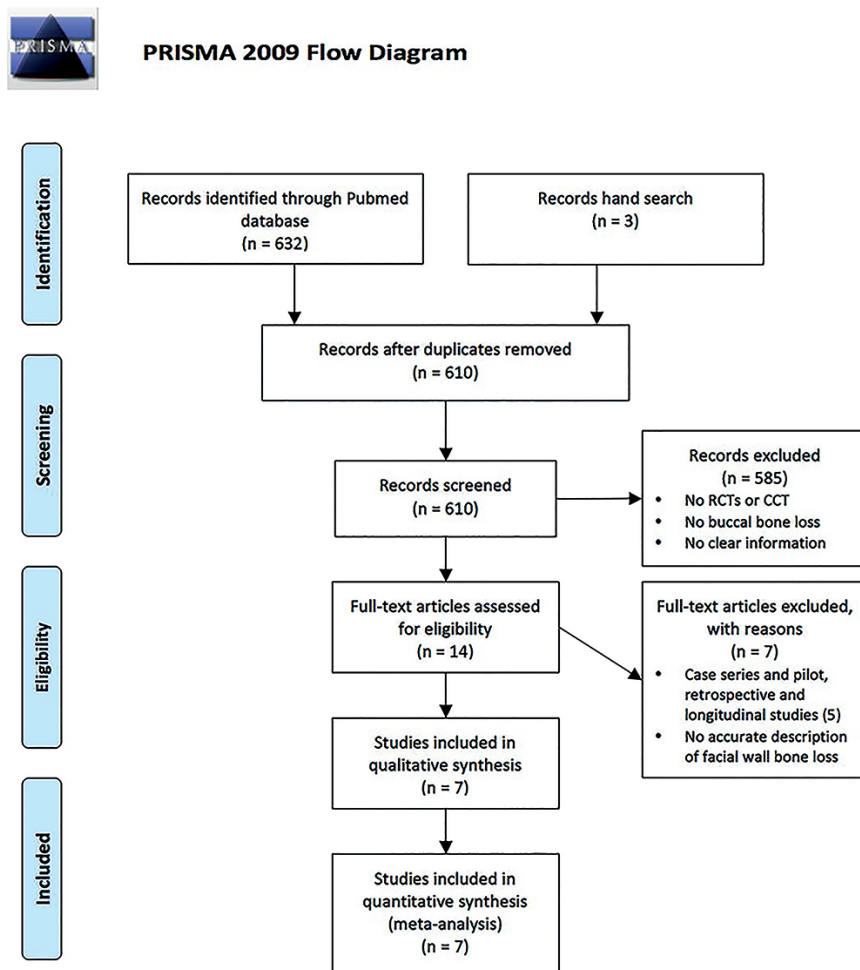 PRISMA
PRISMA 2009 Flow Diagram
Identification
Records identified through Pubmed
database
(n = 632)
Records hand search
(n = 3)
Records after duplicates removed
(n = 610)
Screening
Records screened
(n = 610)
Records excluded
(n = 585)
• No RCTs or CCT
• No buccal bone loss
• No clear information
Eligibility
Full-text articles assessed
for eligibility
(n = 14)
Full-text articles excluded,
with reasons
(n = 7)
• Case series and pilot,
retrospective and
longitudinal studies (5)
• No accurate description
of facial wall bone loss
Studies included in
qualitative synthesis
(n = 7)
Included
Studies included in
quantitative synthesis
(meta-analysis)
(n = 7)